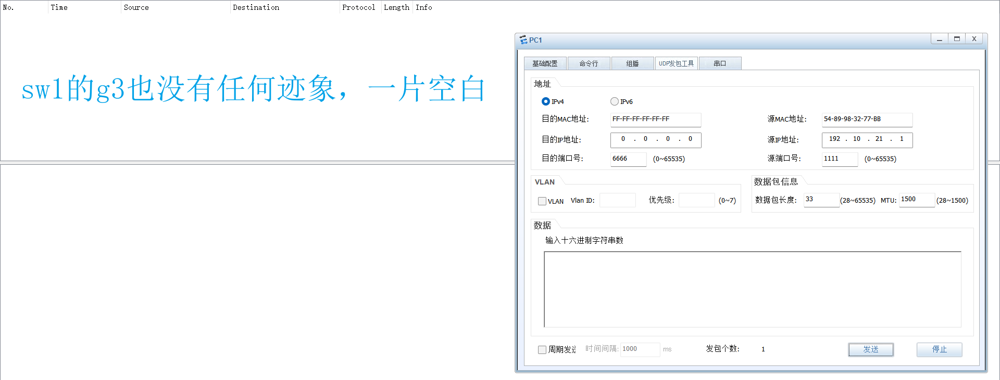 No. Time Source Destination Protocol Length Info
sw1的g3也没有任何迹象，一片空白
PC1
X
基础配置 命令行 组播 UDP发包工具 串口
地址
IPv4 IPv6
目的MAC地址: FF-FF-FF-FF-FF-FF 源MAC地址: 54-89-98-32-77-BB
目的IP地址: 0 . 0 . 0 . 0 源IP地址: 192 . 10 . 21 . 1
目的端口号: 6666 (0~65535) 源端口号: 1111 (0~65535)
VLAN 数据包信息
VLAN Vlan ID: 优先级: (0~7) 数据包长度: 33 (28~65535) MTU: 1500 (28~1500)
数据
输入十六进制字符串数
周期发送 时间间隔: 1000 ms 发包个数: 1 发送 停止